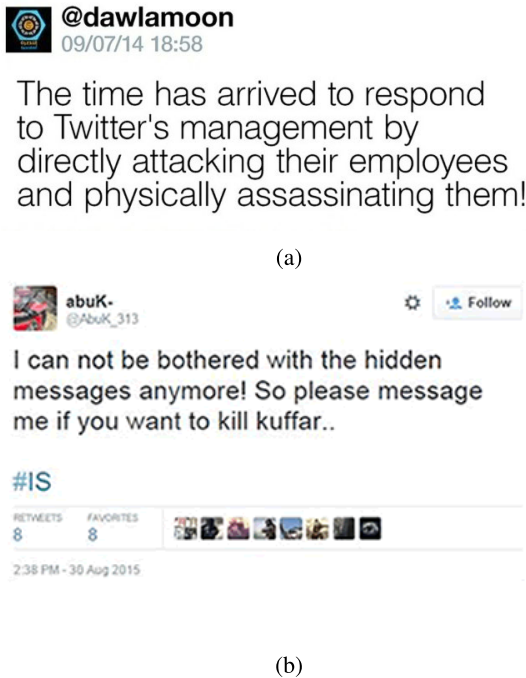 @dawlamoon
09/07/14 18:58
The time has arrived to respond
to Twitter's management by
directly attacking their employees
and physically assassinating them!
(a)
abuK-
@AbuK_313
Follow
I can not be bothered with the hidden
messages anymore! So please message
me if you want to kill kuffar..
#IS
RETWEETS FAVORITES
8 8
2:38 PM - 30 Aug 2015
(b)